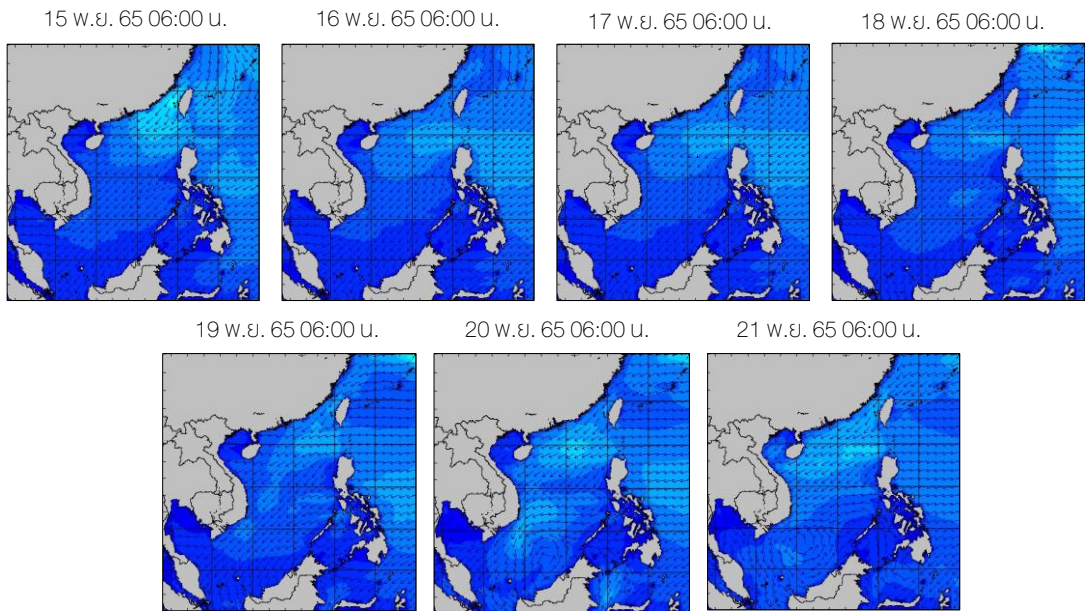 15 พ.ย. 65 06:00 น.
16 พ.ย. 65 06:00 น.
17 พ.ย. 65 06:00 น.
18 พ.ย. 65 06:00 น.
19 พ.ย. 65 06:00 น.
20 พ.ย. 65 06:00 น.
21 พ.ย. 65 06:00 น.